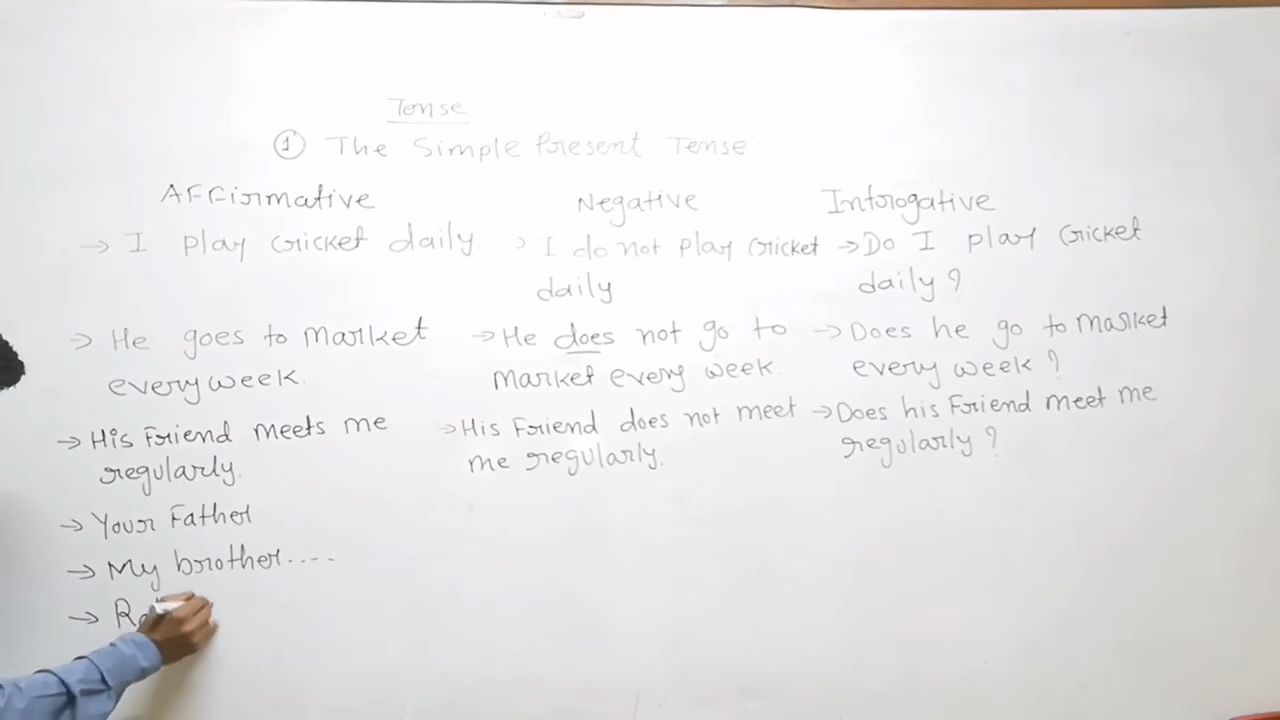 Tense
① The Simple Present Tense
Affirmative
Negative
Introgative
→ I play cricket daily.
→ I do not play cricket
daily.
→ Do I play cricket
daily?
→ He goes to market
every week.
→ He does not go to
market every week.
→ Does he go to market
every week?
→ His Friend meets me
regularly.
→ His Friend does not meet
me regularly.
→ Does his Friend meet me
regularly?
→ Your Father
→ My brother....
→